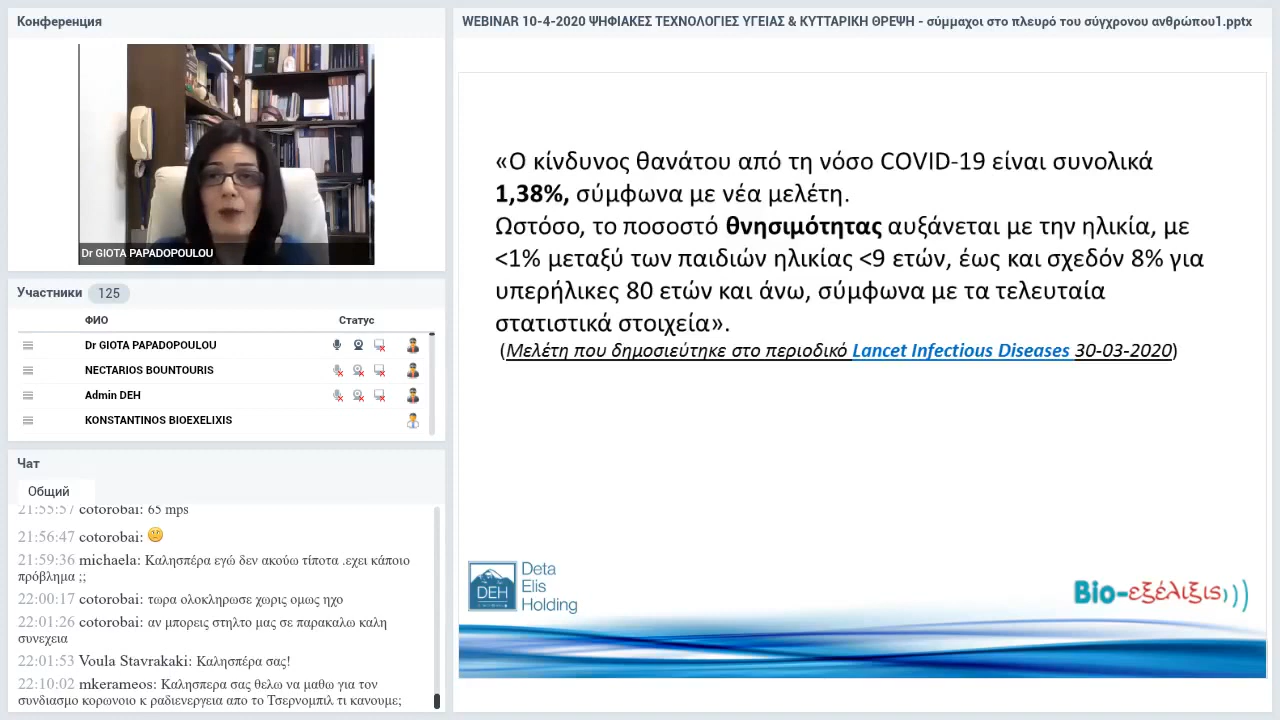 Конференция
Dr GIOTA PAPADOPOULOU
Участники 125
ФИО Статус
Dr GIOTA PAPADOPOULOU
NECTARIOS BOUNTOURIS
Admin DEH
KONSTANTINOS BIOEXELIXIS
Чат
Общий
21:55:57 cotorobai: 65 mps
21:56:47 cotorobai:
21:59:36 michaela: Καλησπέρα εγώ δεν ακούω τίποτα .εχει κάποιο
πρόβλημα ;;
22:00:17 cotorobai: τωρα ολοκληρωσε χωρις ομως ηχο
22:01:26 cotorobai: αν μπορεις στηλτο μας σε παρακαλω καλη
συνεχεια
22:01:53 Voula Stavrakaki: Καλησπέρα σας!
22:10:02 mkerameos: Καλησπερα σας θελω να μαθω για τον
συνδιασμο κορωνοιο κ ραδιενεργεια απο το Τσερνομπιλ τι κανουμε;
WEBINAR 10-4-2020 ΨΗΦΙΑΚΕΣ ΤΕΧΝΟΛΟΓΙΕΣ ΥΓΕΙΑΣ & ΚΥΤΤΑΡΙΚΗ ΘΡΕΨΗ - σύμμαχοι στο πλευρό του σύγχρονου ανθρώπου1.pptx
«Ο κίνδυνος θανάτου από τη νόσο COVID-19 είναι συνολικά
1,38%, σύμφωνα με νέα μελέτη.
Ωστόσο, το ποσοστό θνησιμότητας αυξάνεται με την ηλικία, με
<1% μεταξύ των παιδιών ηλικίας <9 ετών, έως και σχεδόν 8% για
υπερήλικες 80 ετών και άνω, σύμφωνα με τα τελευταία
στατιστικά στοιχεία».
(Μελέτη που δημοσιεύτηκε στο περιοδικό Lancet Infectious Diseases 30-03-2020)
DEH
Deta
Elis
Holding
Bio-εξέλιξις